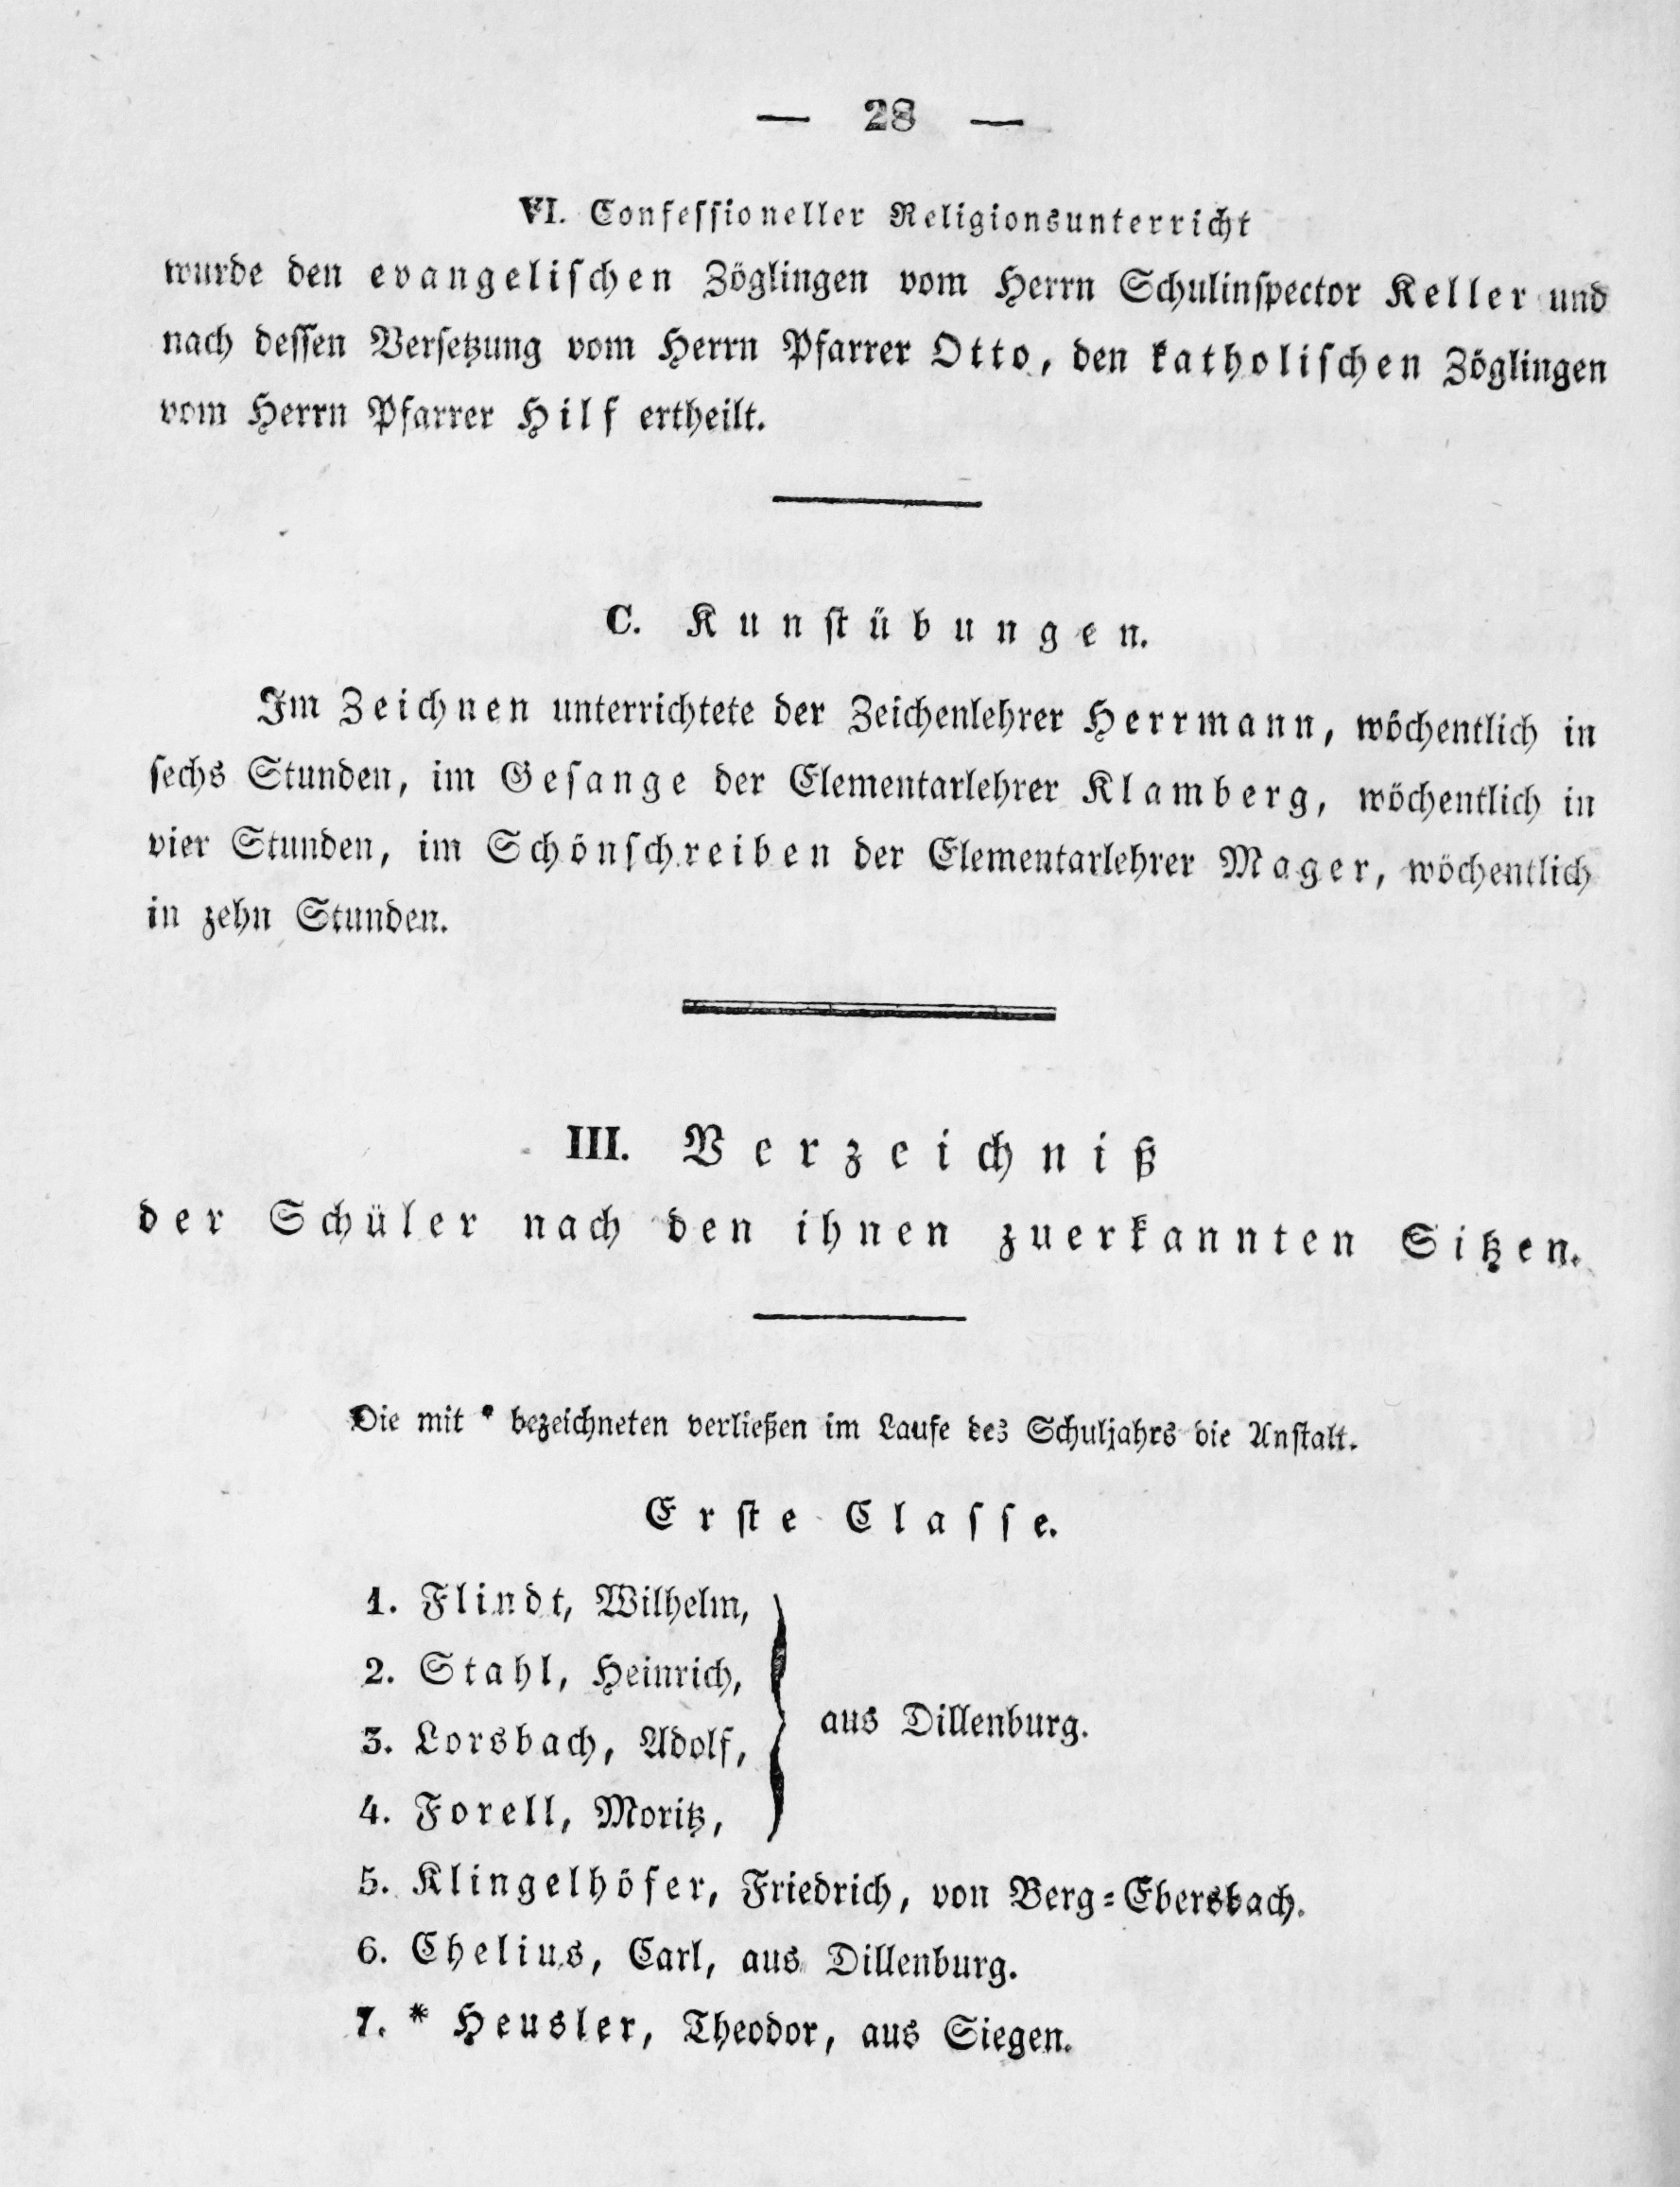 — 28 —
VI. Confessioneller Religionsunterricht
wurde den evangelischen Zöglingen vom Herrn Schulinspector Keller und
nach dessen Versetzung vom Herrn Pfarrer Otto, den katholischen Zöglingen
vom Herrn Pfarrer Hilf ertheilt.
C. Kunstübungen.
Im Zeichnen unterrichtete der Zeichenlehrer Herrmann, wöchentlich in
sechs Stunden, im Gesange der Elementarlehrer Klamberg, wöchentlich in
vier Stunden, im Schönschreiben der Elementarlehrer Mager, wöchentlich
in zehn Stunden.
III. Verzeichniß
der Schüler nach den ihnen zuerkannten Sitzen.
Die mit * bezeichneten verließen im Laufe des Schuljahrs die Anstalt.
Erste Classe.
1. Flindt, Wilhelm,
2. Stahl, Heinrich,
3. Lorsbach, Adolf,
4. Forell, Moritz,
aus Dillenburg.
5. Klingelhöfer, Friedrich, von Berg-Ebersbach.
6. Chelius, Carl, aus Dillenburg.
7. * Heusler, Theodor, aus Siegen.